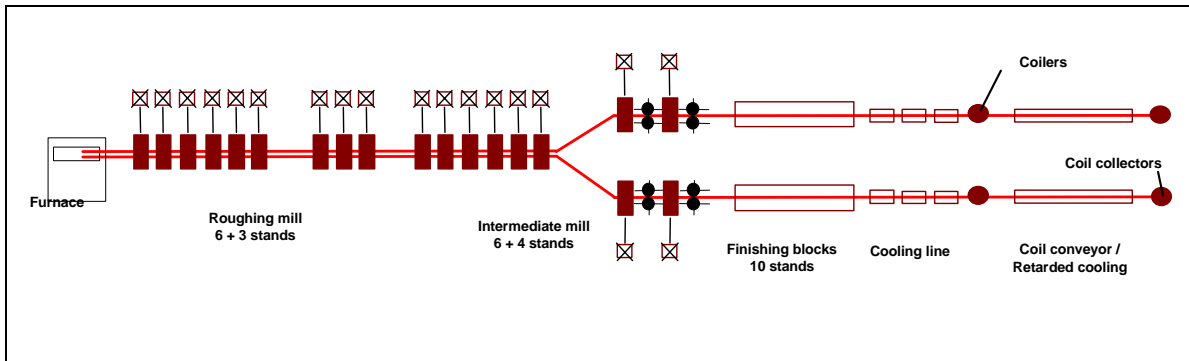 Coilers
Coil collectors
Furnace
Roughing mill
6 + 3 stands
Intermediate mill
6 + 4 stands
Finishing blocks
10 stands
Cooling line
Coil conveyor /
Retarded cooling